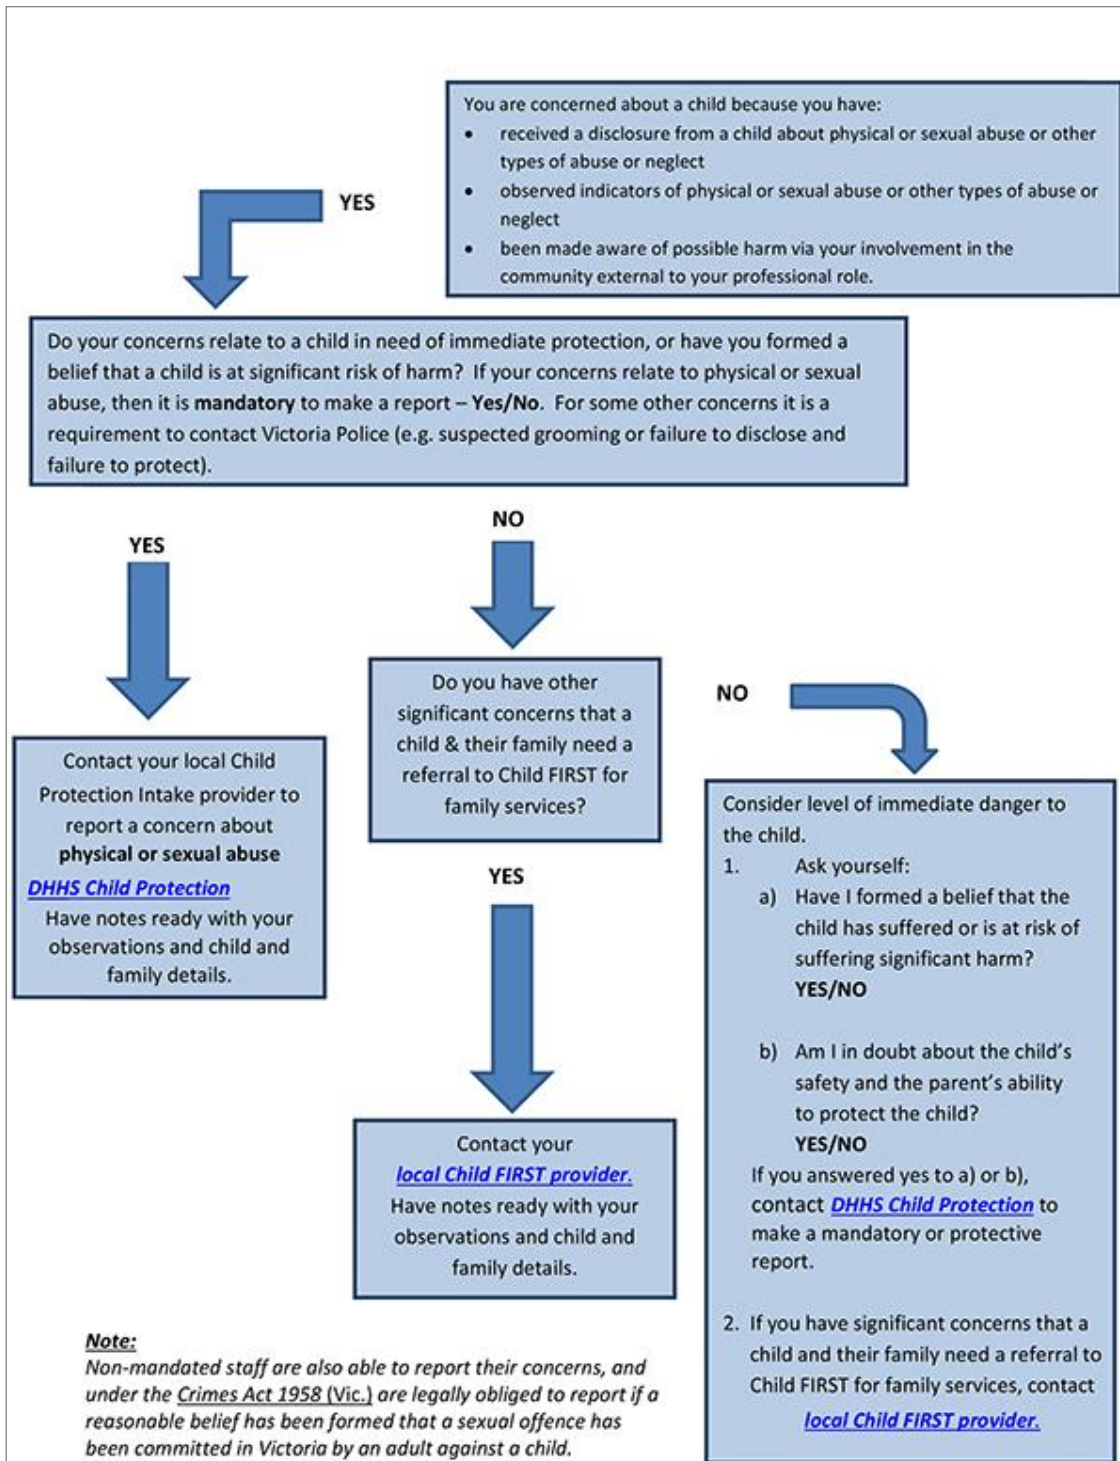 You are concerned about a child because you have:
• received a disclosure from a child about physical or sexual abuse or other
types of abuse or neglect
• observed indicators of physical or sexual abuse or other types of abuse or
neglect
• been made aware of possible harm via your involvement in the
community external to your professional role.
YES
Do your concerns relate to a child in need of immediate protection, or have you formed a
belief that a child is at significant risk of harm? If your concerns relate to physical or sexual
abuse, then it is mandatory to make a report – Yes/No. For some other concerns it is a
requirement to contact Victoria Police (e.g. suspected grooming or failure to disclose and
failure to protect).
YES
NO
Contact your local Child
Protection Intake provider to
report a concern about
physical or sexual abuse
DHHS Child Protection
Have notes ready with your
observations and child and
family details.
Do you have other
significant concerns that a
child & their family need a
referral to Child FIRST for
family services?
NO
YES
Contact your
local Child FIRST provider.
Have notes ready with your
observations and child and
family details.
Consider level of immediate danger to
the child.
1. Ask yourself:
a) Have I formed a belief that the
child has suffered or is at risk of
suffering significant harm?
YES/NO
b) Am I in doubt about the child's
safety and the parent's ability
to protect the child?
YES/NO
If you answered yes to a) or b),
contact DHHS Child Protection to
make a mandatory or protective
report.
2. If you have significant concerns that a
child and their family need a referral to
Child FIRST for family services, contact
local Child FIRST provider.
Note:
Non-mandated staff are also able to report their concerns, and
under the Crimes Act 1958 (Vic.) are legally obliged to report if a
reasonable belief has been formed that a sexual offence has
been committed in Victoria by an adult against a child.